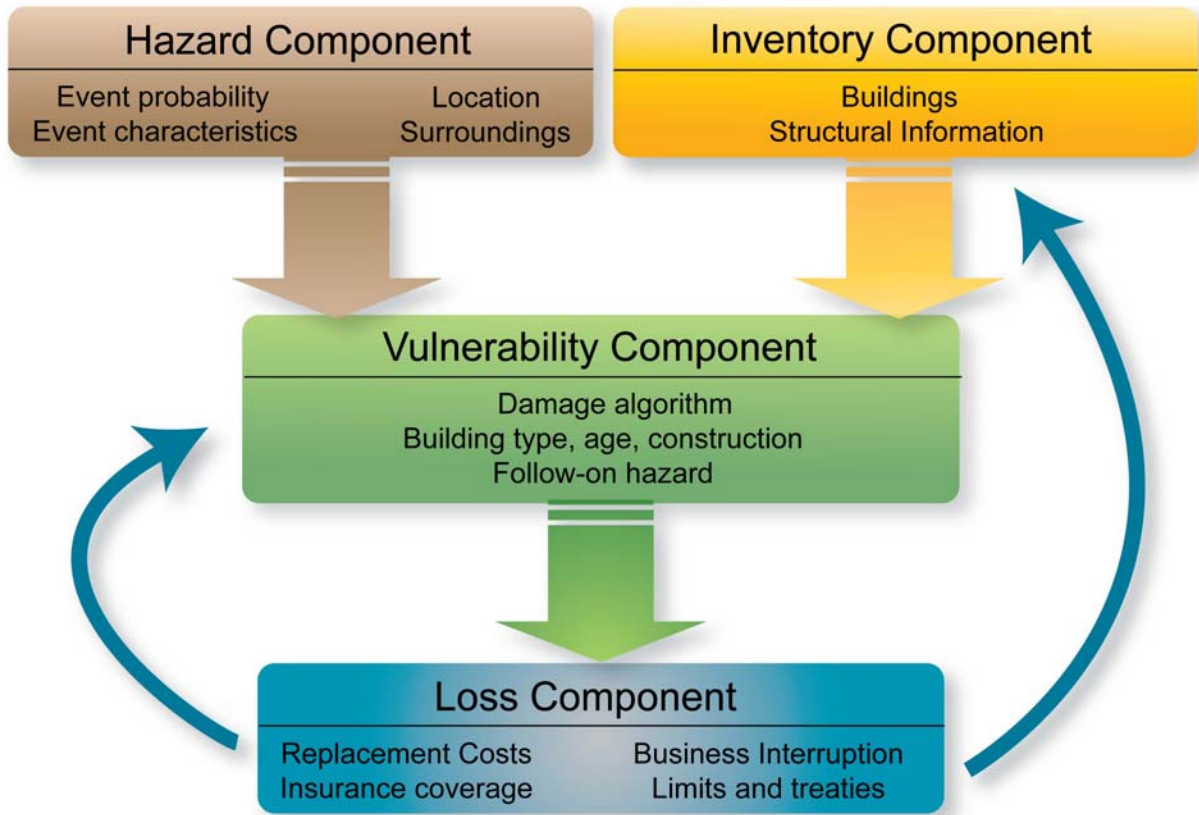 Hazard Component
Event probability
Event characteristics
Location
Surroundings
Inventory Component
Buildings
Structural Information
Vulnerability Component
Damage algorithm
Building type, age, construction
Follow-on hazard
Loss Component
Replacement Costs
Insurance coverage
Business Interruption
Limits and treaties